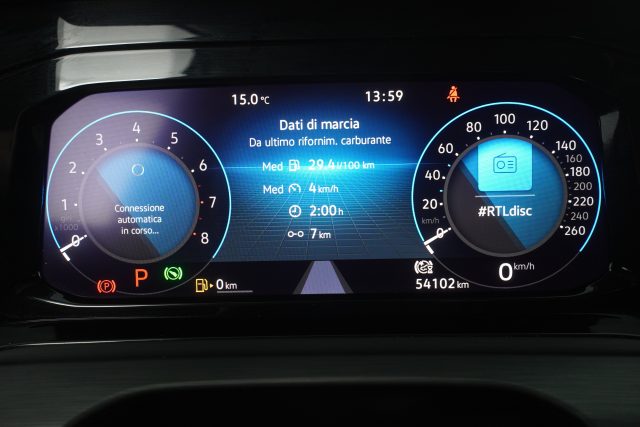 15.0 °C
13:59
Dati di marcia
Da ultimo rifornim. carburante
Med 29.4 l/100 km
Med 4 km/h
2:00 h
7 km
0
1
2
3
4
5
6
7
8
x1000
Connessione
automatica
in corso...
0
20
40
60
80
100
120
140
160
180
200
220
260
km/h
#RTLdisc
P
P
0 km
54102 km
0 km/h